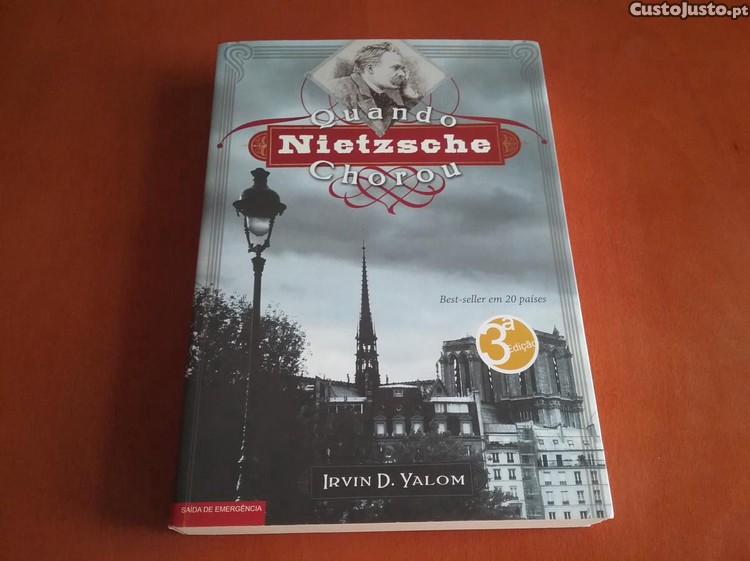 CustoJusto.pt
Quando
Nietzsche
Chorou
Best-seller em 20 países
3ª
Edição
IRVIN D. YALOM
SAÍDA DE EMERGÊNCIA